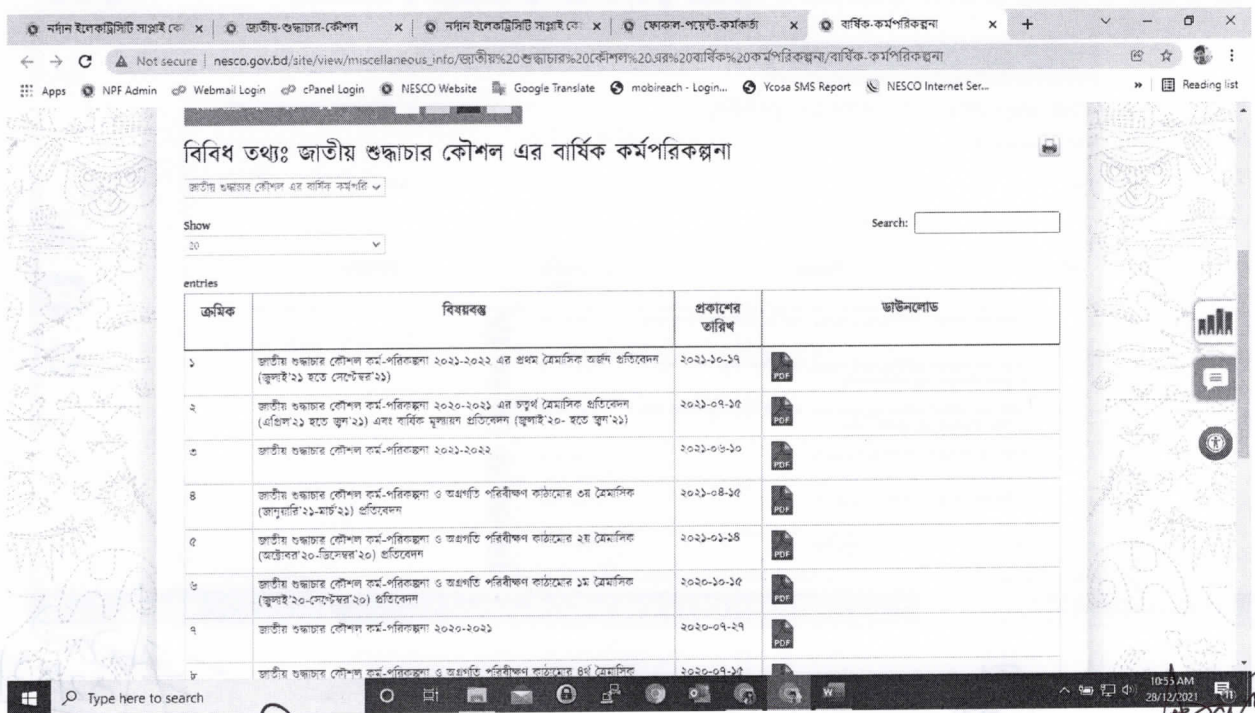 নর্দান ইলেকট্রিসিটি সাপ্লাই কো
জাতীয়-শুদ্ধাচার-কৌশল
নর্দান ইলেকট্রিসিটি সাপ্লাই কো
ফোকাল-পয়েন্ট-কর্মকর্তা
বার্ষিক-কর্মপরিকল্পনা
Not secure | nesco.gov.bd/site/view/miscellaneous_info/জাতীয়%20শুদ্ধাচার%20কৌশল%20এর%20বার্ষিক%20কর্মপরিকল্পনা/বার্ষিক-কর্মপরিকল্পনা
Apps NPF Admin Webmail Login cPanel Login NESCO Website Google Translate mobireach - Login... Ycosa SMS Report NESCO Internet Ser... » Reading list
বিবিধ তথ্যঃ জাতীয় শুদ্ধাচার কৌশল এর বার্ষিক কর্মপরিকল্পনা
জাতীয় শুদ্ধাচার কৌশল এর বার্ষিক কর্মপরি
Show
Search:
20
entries
ক্রমিক বিষয়বস্তু প্রকাশের তারিখ ডাউনলোড
১ জাতীয় শুদ্ধাচার কৌশল কর্ম-পরিকল্পনা ২০২১-২০২২ এর প্রথম ত্রৈমাসিক অর্জন প্রতিবেদন ২০২১-১০-১৭
(জুলাই'২১ হতে সেপ্টেম্বর'২১) PDF
২ জাতীয় শুদ্ধাচার কৌশল কর্ম-পরিকল্পনা ২০২০-২০২১ এর চতুর্থ ত্রৈমাসিক প্রতিবেদন ২০২১-০৭-১৫
(এপ্রিল'২১ হতে জুন'২১) এবং বার্ষিক মূল্যায়ন প্রতিবেদন (জুলাই'২০- হতে জুন'২১) PDF
৩ জাতীয় শুদ্ধাচার কৌশল কর্ম-পরিকল্পনা ২০২১-২০২২ ২০২১-০৬-১০
PDF
৪ জাতীয় শুদ্ধাচার কৌশল কর্ম-পরিকল্পনা ও অগ্রগতি পরিবীক্ষণ কাঠামোর ৩য় ত্রৈমাসিক ২০২১-০৪-১৫
(জানুয়ারি'২১-মার্চ'২১) প্রতিবেদন PDF
৫ জাতীয় শুদ্ধাচার কৌশল কর্ম-পরিকল্পনা ও অগ্রগতি পরিবীক্ষণ কাঠামোর ২য় ত্রৈমাসিক ২০২১-০১-১৪
(অক্টোবর'২০-ডিসেম্বর'২০) প্রতিবেদন PDF
৬ জাতীয় শুদ্ধাচার কৌশল কর্ম-পরিকল্পনা ও অগ্রগতি পরিবীক্ষণ কাঠামোর ১ম ত্রৈমাসিক ২০২০-১০-১৫
(জুলাই'২০-সেপ্টেম্বর'২০) প্রতিবেদন PDF
৭ জাতীয় শুদ্ধাচার কৌশল কর্ম-পরিকল্পনা ২০২০-২০২১ ২০২০-০৭-২৭
PDF
৮ জাতীয় শুদ্ধাচার কৌশল কর্ম-পরিকল্পনা ও অগ্রগতি পরিবীক্ষণ কাঠামোর ৪র্থ ত্রৈমাসিক ২০২০-০৭-১৫
Type here to search
10:55 AM
28/12/2021